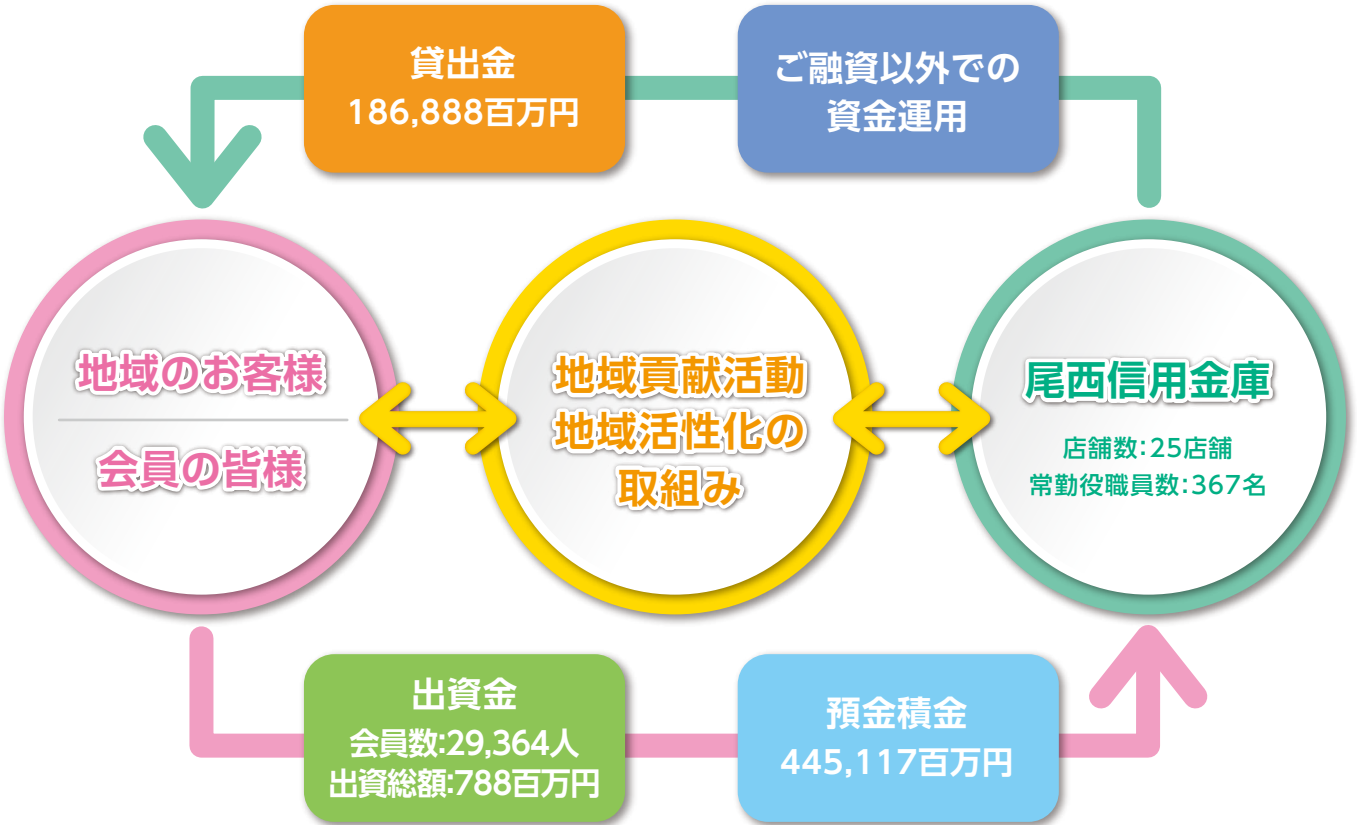 貸出金
186,888百万円
ご融資以外での
資金運用
地域のお客様
会員の皆様
地域貢献活動
地域活性化の
取組み
尾西信用金庫
店舗数:25店舗
常勤役職員数:367名
出資金
会員数:29,364人
出資総額:788百万円
預金積金
445,117百万円